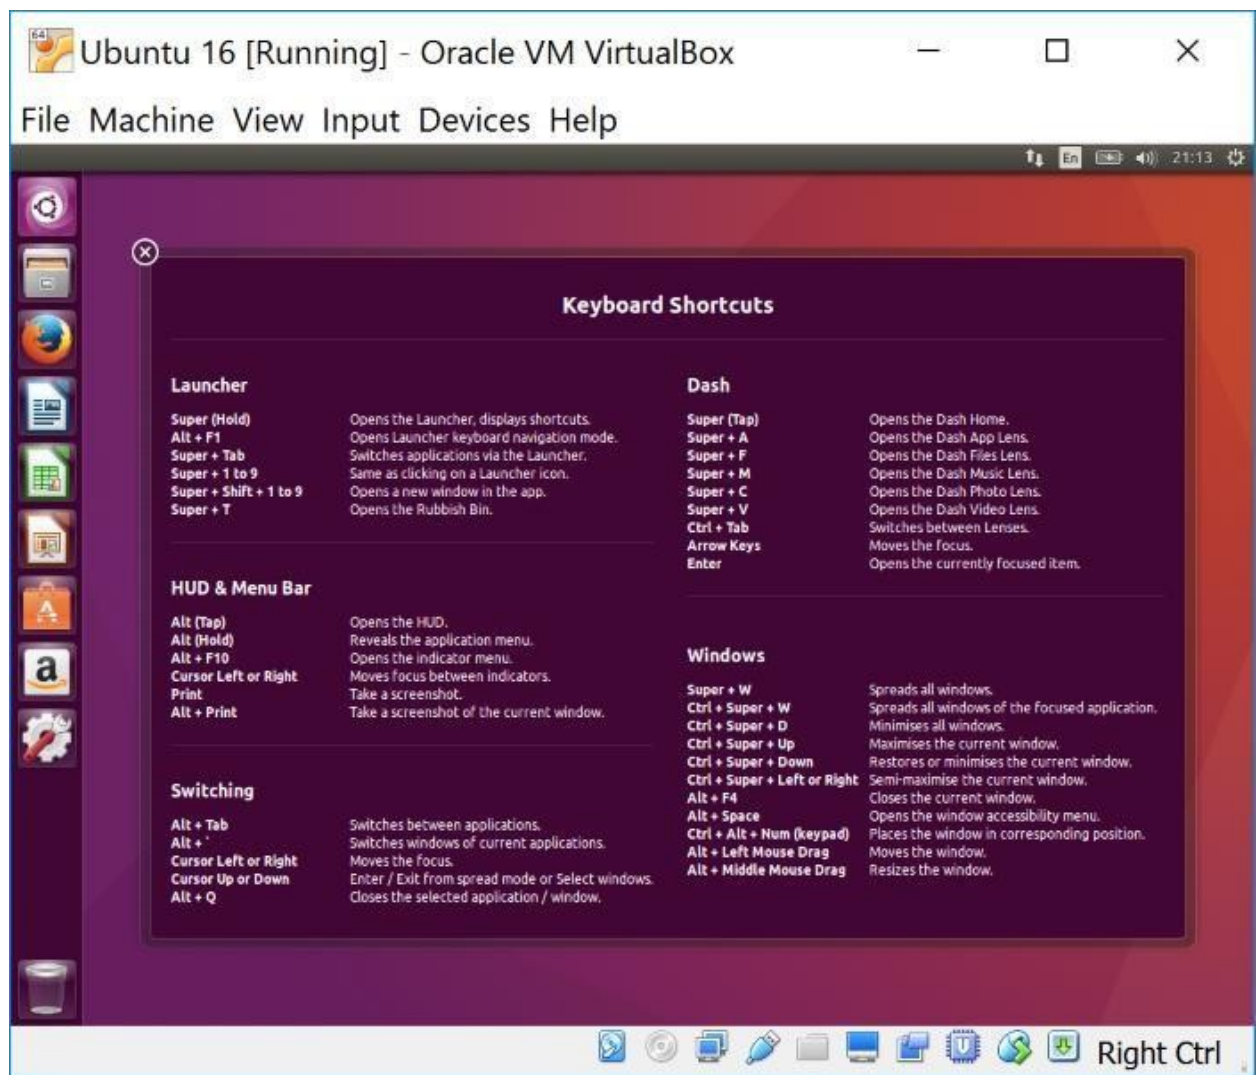 64
Ubuntu 16 [Running] - Oracle VM VirtualBox
File Machine View Input Devices Help
En 21:13
Keyboard Shortcuts
Launcher
Super (Hold) Opens the Launcher, displays shortcuts.
Alt + F1 Opens Launcher keyboard navigation mode.
Super + Tab Switches applications via the Launcher.
Super + 1 to 9 Same as clicking on a Launcher icon.
Super + Shift + 1 to 9 Opens a new window in the app.
Super + T Opens the Rubbish Bin.
HUD & Menu Bar
Alt (Tap) Opens the HUD.
Alt (Hold) Reveals the application menu.
Alt + F10 Opens the indicator menu.
Cursor Left or Right Moves focus between indicators.
Print Take a screenshot.
Alt + Print Take a screenshot of the current window.
Switching
Alt + Tab Switches between applications.
Alt + ` Switches windows of current applications.
Cursor Left or Right Moves the focus.
Cursor Up or Down Enter / Exit from spread mode or Select windows.
Alt + Q Closes the selected application / window.
Dash
Super (Tap) Opens the Dash Home.
Super + A Opens the Dash App Lens.
Super + F Opens the Dash Files Lens.
Super + M Opens the Dash Music Lens.
Super + C Opens the Dash Photo Lens.
Super + V Opens the Dash Video Lens.
Ctrl + Tab Switches between Lenses.
Arrow Keys Moves the focus.
Enter Opens the currently focused item.
Windows
Super + W Spreads all windows.
Ctrl + Super + W Spreads all windows of the focused application.
Ctrl + Super + D Minimises all windows.
Ctrl + Super + Up Maximises the current window.
Ctrl + Super + Down Restores or minimises the current window.
Ctrl + Super + Left or Right Semi-maximise the current window.
Alt + F4 Closes the current window.
Alt + Space Opens the window accessibility menu.
Ctrl + Alt + Num (keypad) Places the window in corresponding position.
Alt + Left Mouse Drag Moves the window.
Alt + Middle Mouse Drag Resizes the window.
a
Right Ctrl